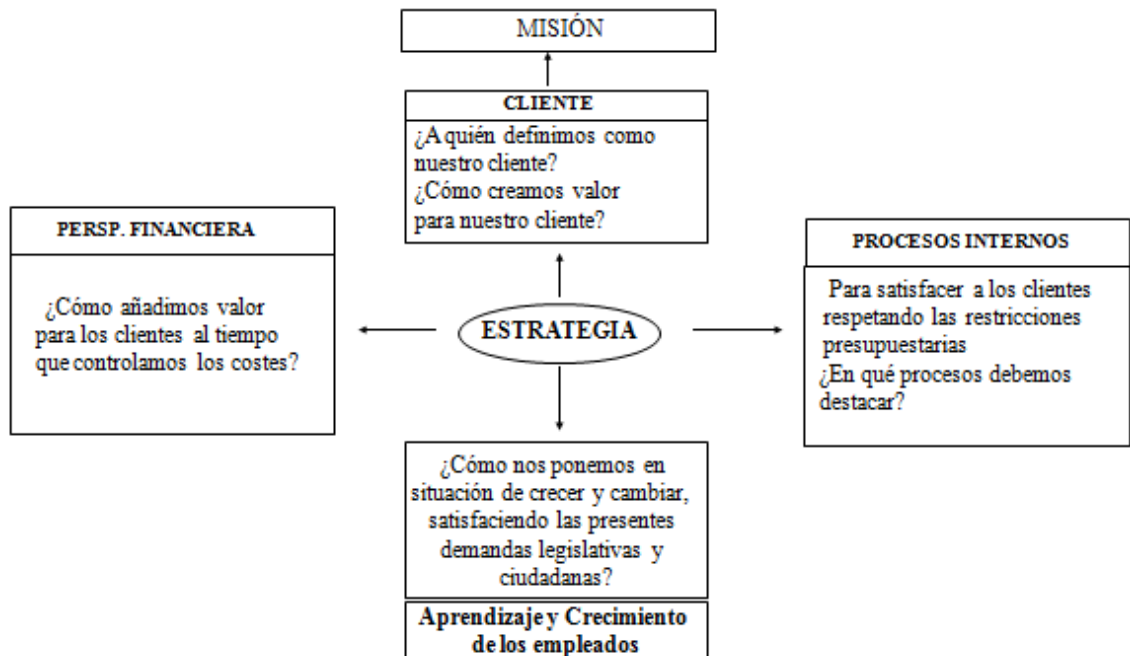 MISIÓN
CLIENTE
¿A quién definimos como
nuestro cliente?
¿Cómo creamos valor
para nuestro cliente?
PERSP. FINANCIERA
¿Cómo añadimos valor
para los clientes al tiempo
que controlamos los costes?
ESTRATEGIA
PROCESOS INTERNOS
Para satisfacer a los clientes
respetando las restricciones
presupuestarias
¿En qué procesos debemos
destacar?
¿Cómo nos ponemos en
situación de crecer y cambiar,
satisfaciendo las presentes
demandas legislativas y
ciudadanas?
Aprendizaje y Crecimiento
de los empleados